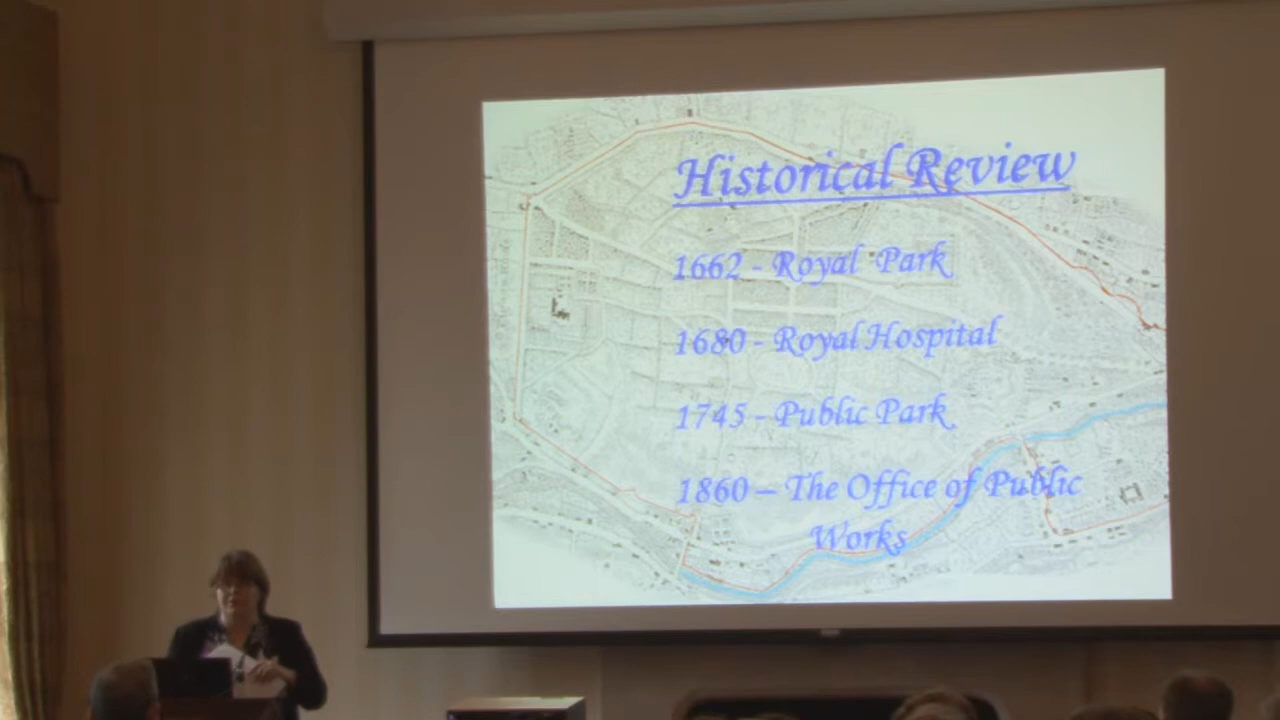 Historical Review
1662 - Royal Park
1680 - Royal Hospital
1745 - Public Park
1860 – The Office of Public
Works